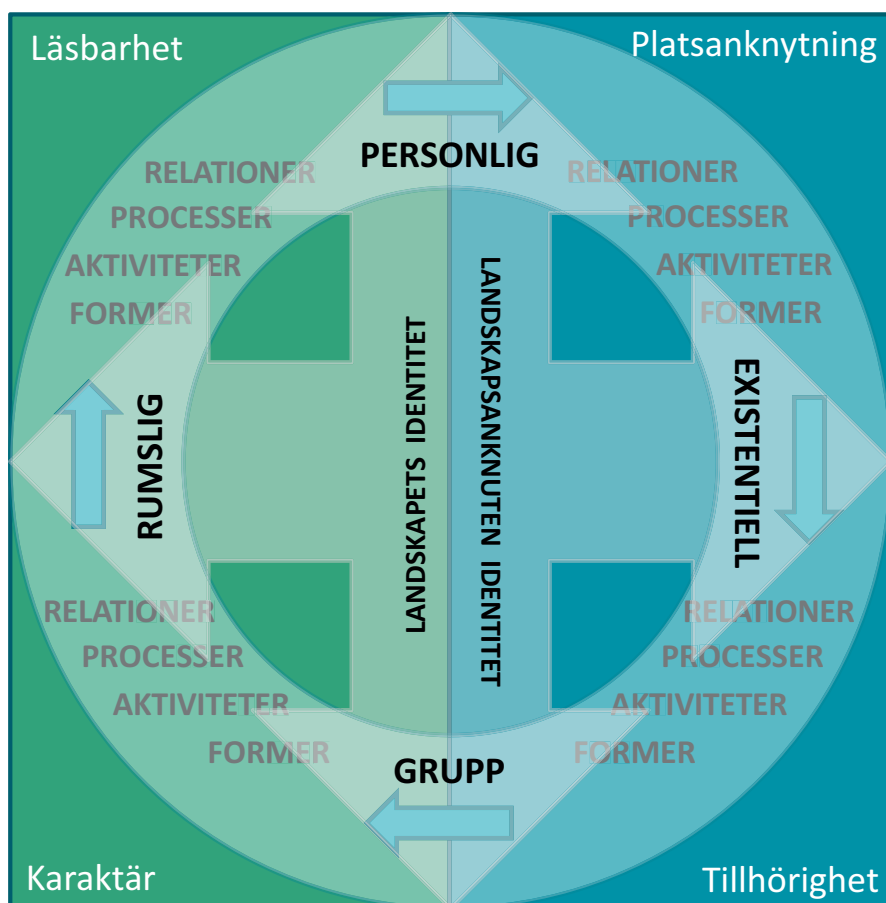 Läsbarhet
Platsanknytning
PERSONLIG
RELATIONER
PROCESSER
AKTIVITETER
FORMER
RELATIONER
PROCESSER
AKTIVITETER
FORMER
RUMSLIG
LANDSKAPETS IDENTITET
LANDSKAPSANKNUTEN IDENTITET
EXISTENTIELL
RELATIONER
PROCESSER
AKTIVITETER
FORMER
RELATIONER
PROCESSER
AKTIVITETER
FORMER
GRUPP
Karaktär
Tillhörighet